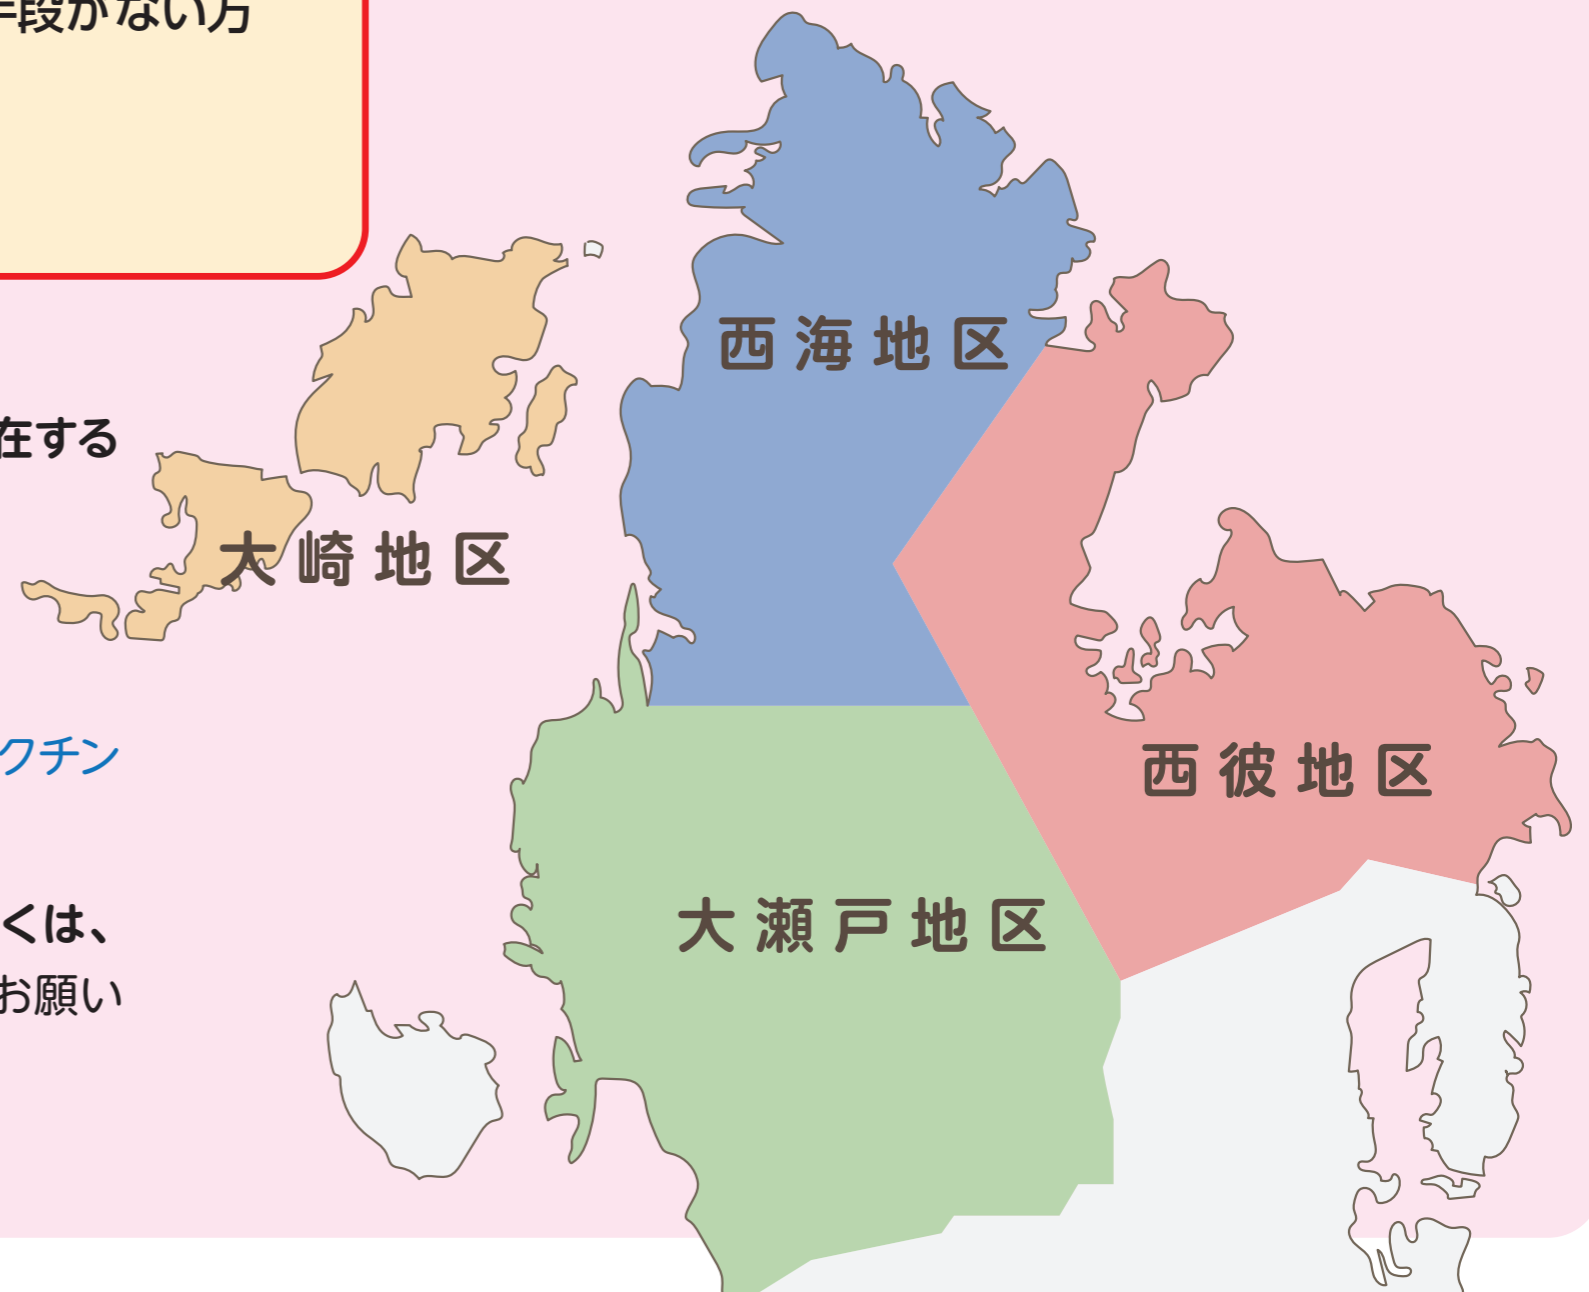 手段がない方
在する
クチン
くは、
お願い
西海地区
大崎地区
西彼地区
大瀬戸地区